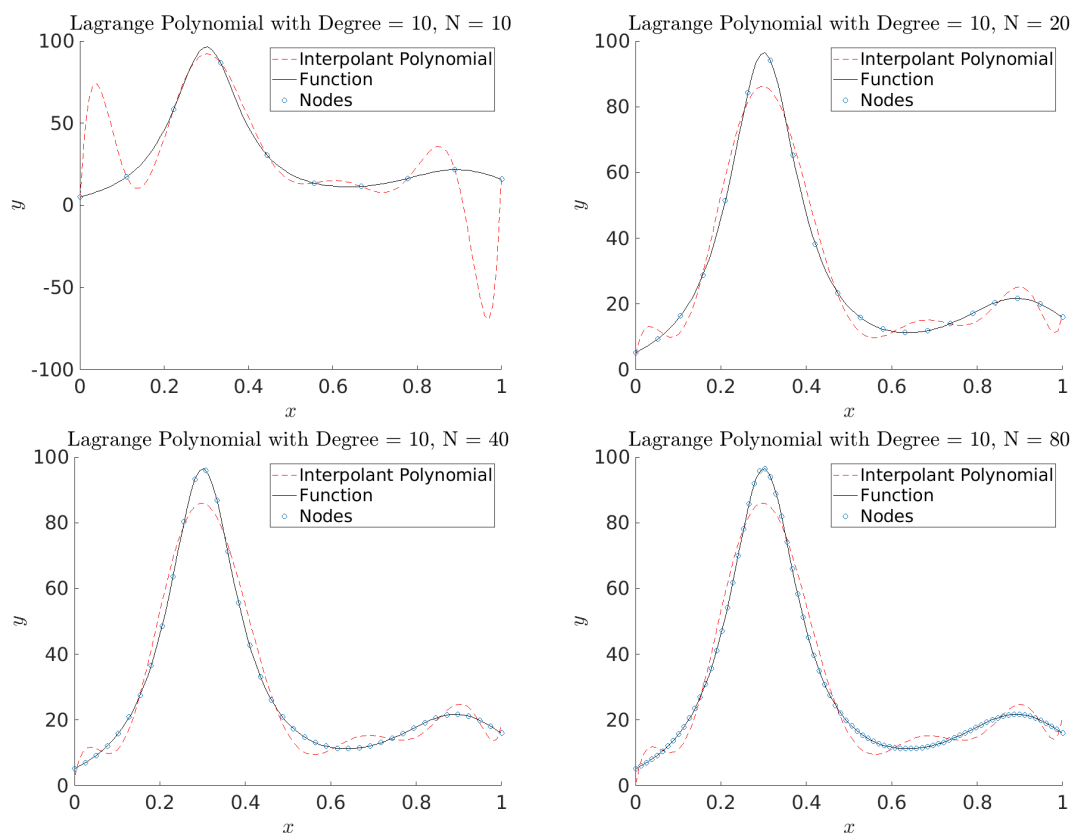 Lagrange Polynomial with Degree = 10, N = 10
100
50
0
-50
-100
y
Interpolant Polynomial
Function
Nodes
0 0.2 0.4 0.6 0.8 1
x
Lagrange Polynomial with Degree = 10, N = 20
100
80
60
40
20
0
y
Interpolant Polynomial
Function
Nodes
0 0.2 0.4 0.6 0.8 1
x
Lagrange Polynomial with Degree = 10, N = 40
100
80
60
40
20
0
y
Interpolant Polynomial
Function
Nodes
0 0.2 0.4 0.6 0.8 1
x
Lagrange Polynomial with Degree = 10, N = 80
100
80
60
40
20
0
y
Interpolant Polynomial
Function
Nodes
0 0.2 0.4 0.6 0.8 1
x